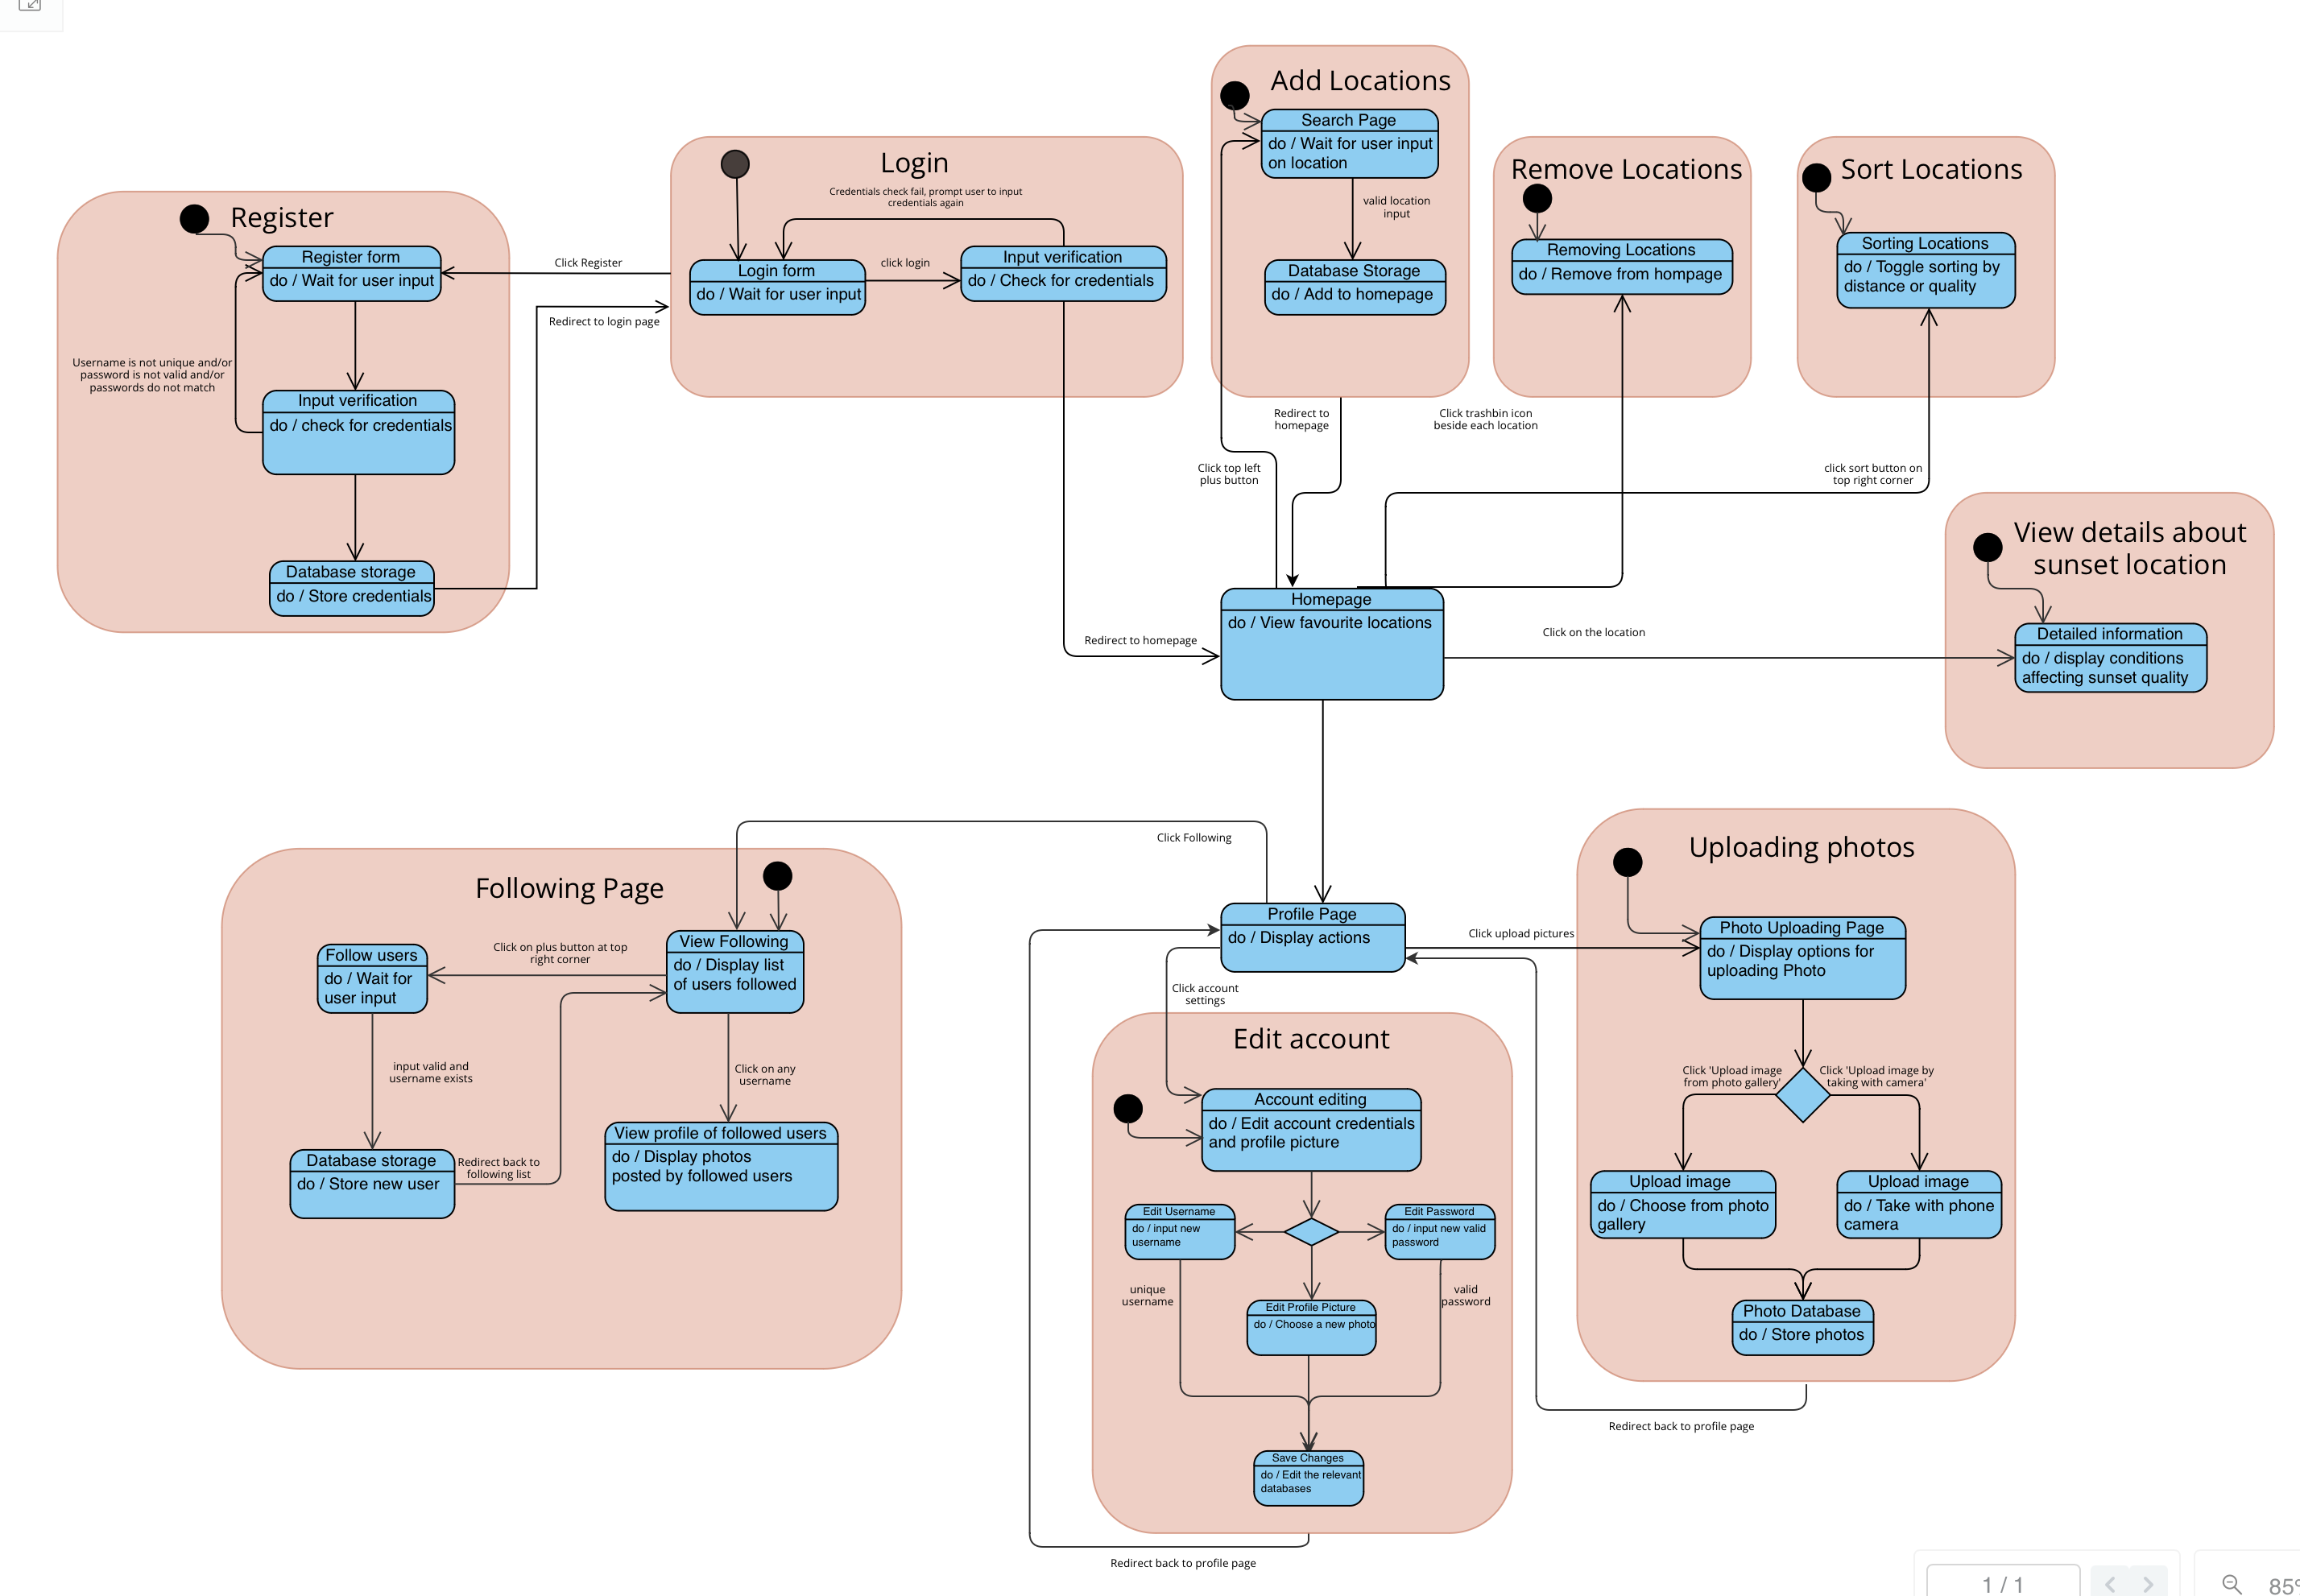 Add Locations
Search Page
do / Wait for user input
on location
valid location
input
Database Storage
do / Add to homepage
Login
Credentials check fail, prompt user to input
credentials again
Login form
do / Wait for user input
click login
Input verification
do / Check for credentials
Remove Locations
Removing Locations
do / Remove from hompage
Sort Locations
Sorting Locations
do / Toggle sorting by
distance or quality
Register
Register form
do / Wait for user input
Click Register
Redirect to login page
Username is not unique and/or
password is not valid and/or
passwords do not match
Input verification
do / check for credentials
Database storage
do / Store credentials
Redirect to
homepage
Click trashbin icon
beside each location
Click top left
plus button
click sort button on
top right corner
View details about
sunset location
Detailed information
do / display conditions
affecting sunset quality
Homepage
do / View favourite locations
Redirect to homepage
Click on the location
Click Following
Following Page
View Following
do / Display list
of users followed
Click on plus button at top
right corner
Follow users
do / Wait for
user input
input valid and
username exists
Click on any
username
Database storage
do / Store new user
Redirect back to
following list
View profile of followed users
do / Display photos
posted by followed users
Profile Page
do / Display actions
Click upload pictures
Click account
settings
Uploading photos
Photo Uploading Page
do / Display options for
uploading Photo
Click 'Upload image
from photo gallery'
Click 'Upload image by
taking with camera'
Upload image
do / Choose from photo
gallery
Upload image
do / Take with phone
camera
Photo Database
do / Store photos
Redirect back to profile page
Edit account
Account editing
do / Edit account credentials
and profile picture
Edit Username
do / input new
username
Edit Password
do / input new valid
password
unique
username
valid
password
Edit Profile Picture
do / Choose a new photo
Save Changes
do / Edit the relevant
databases
Redirect back to profile page
1 / 1